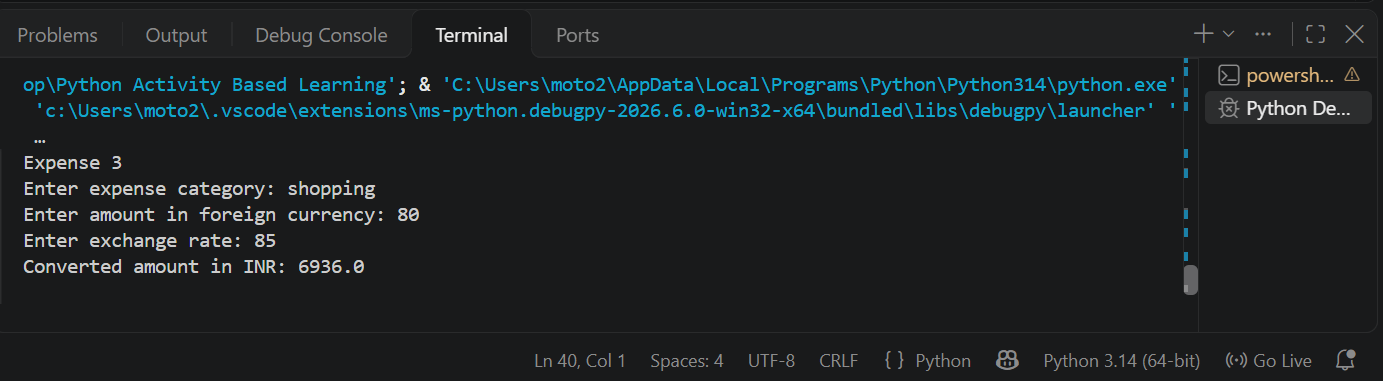 Problems Output Debug Console Terminal Ports
op\Python Activity Based Learning'; & 'C:\Users\moto2\AppData\Local\Programs\Python\Python314\python.exe'
'c:\Users\moto2\.vscode\extensions\ms-python.debugpy-2026.6.0-win32-x64\bundled\libs\debugpy\launcher' '
…
Expense 3
Enter expense category: shopping
Enter amount in foreign currency: 80
Enter exchange rate: 85
Converted amount in INR: 6936.0
powersh...
Python De...
Ln 40, Col 1 Spaces: 4 UTF-8 CRLF {} Python Python 3.14 (64-bit) Go Live